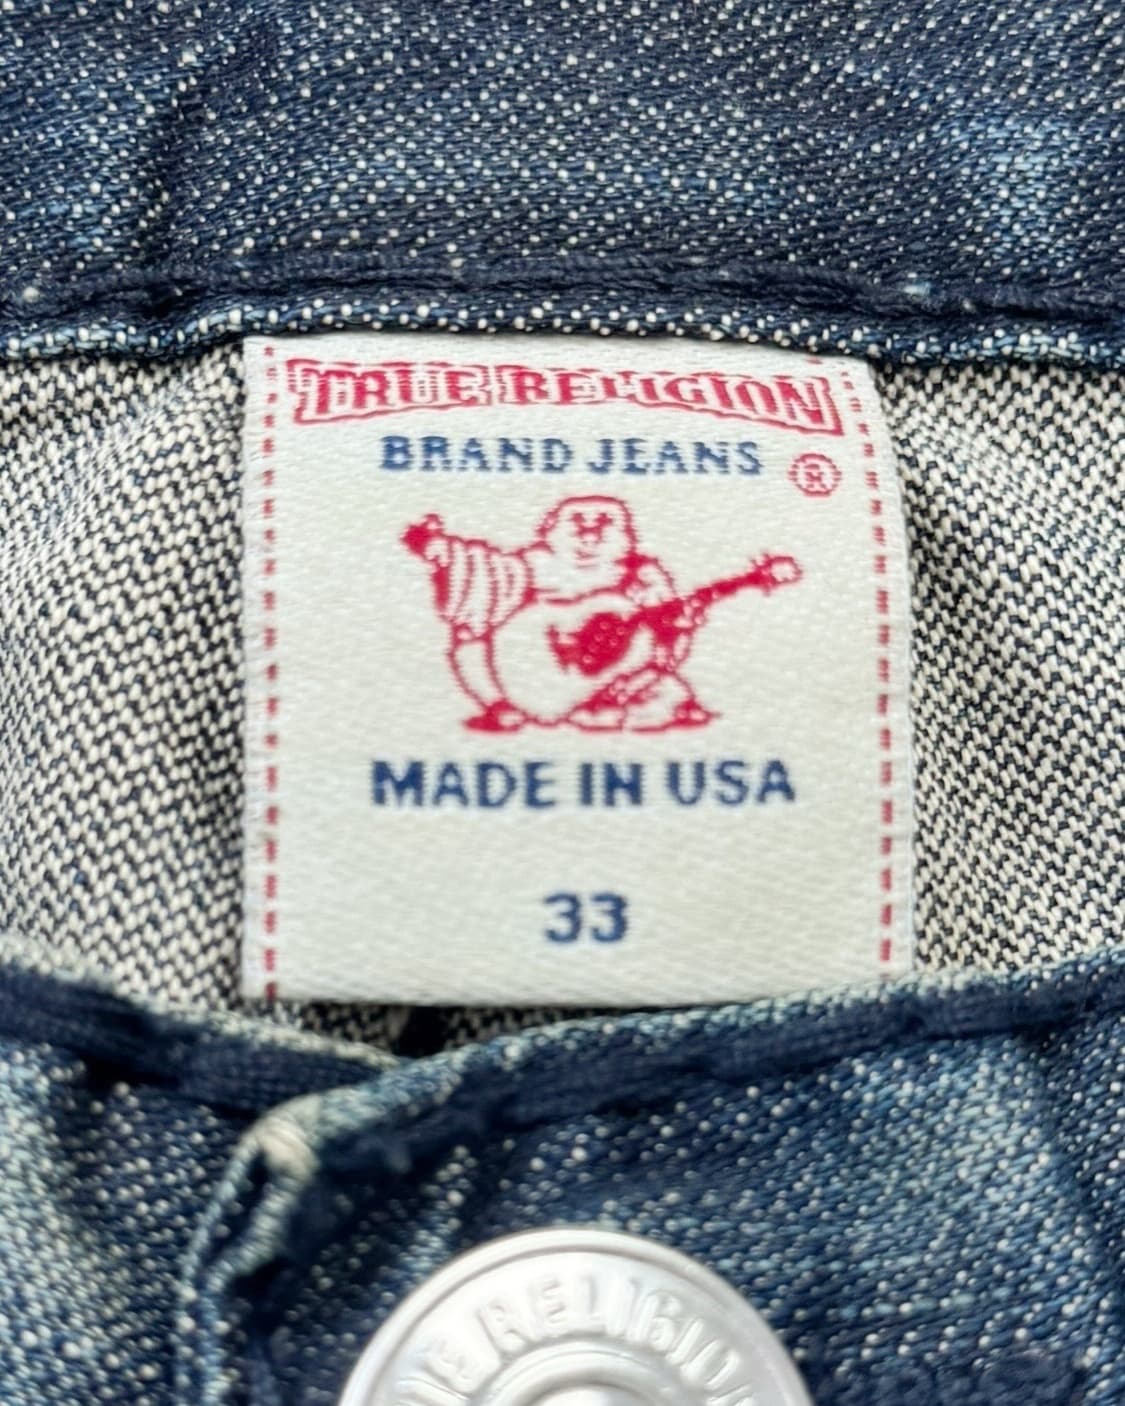 TRUE RELIGION
BRAND JEANS
®
MADE IN USA
33
RELIGION